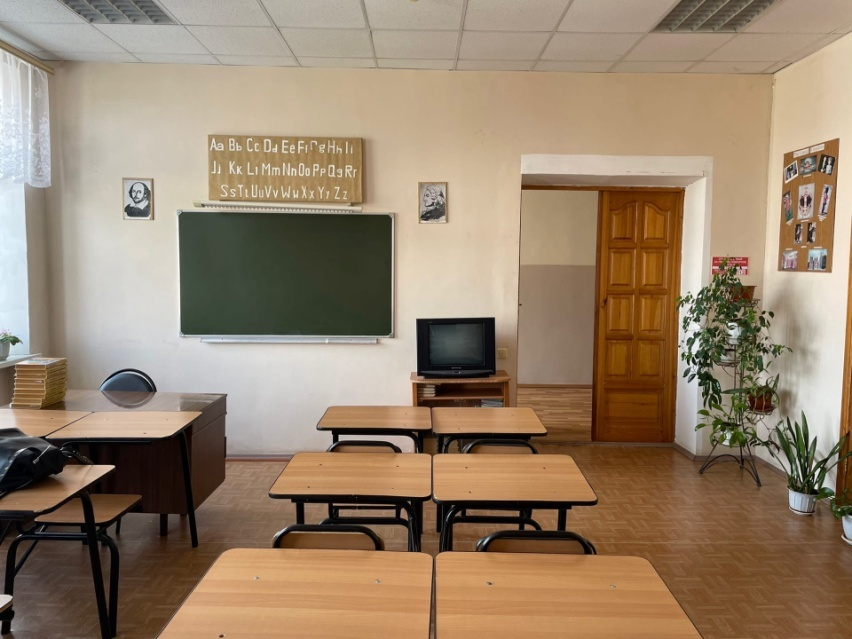 Aa Bb Cc Dd Ee Ff Gg Hh Ii
Jj Kk Ll Mm Nn Oo Pp Qq Rr
Ss Tt Uu Vv Ww Xx Yy Zz